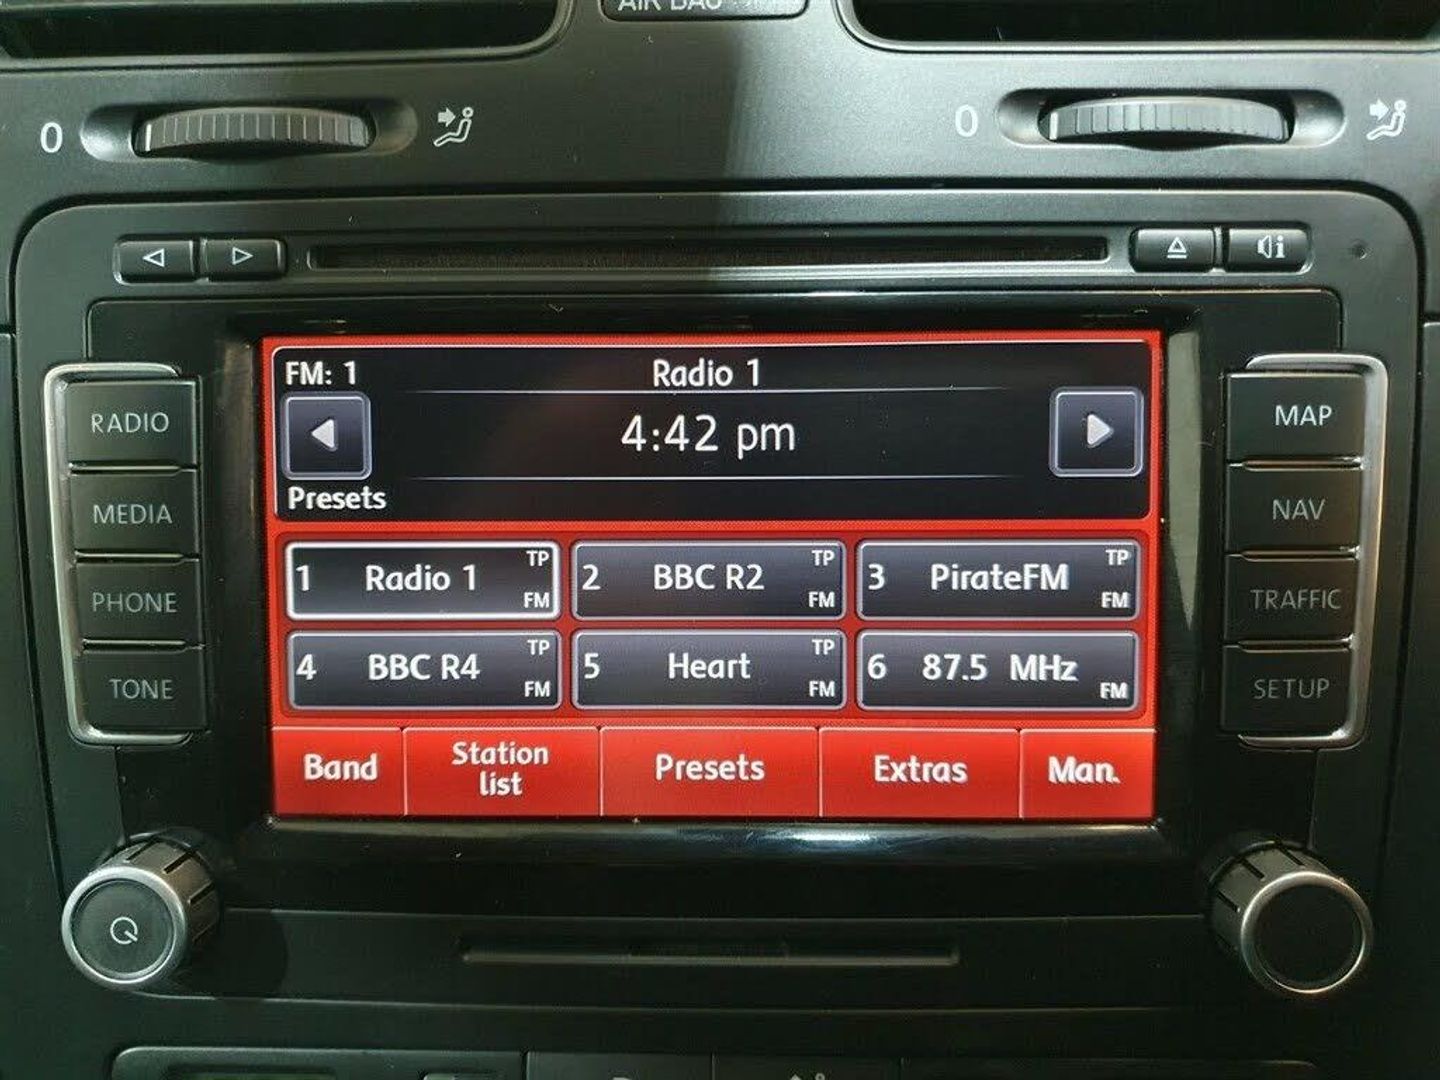 AIR BAG
0
0
FM: 1
Radio 1
4:42 pm
Presets
1 Radio 1 TP FM
2 BBC R2 TP FM
3 PirateFM TP FM
4 BBC R4 TP FM
5 Heart TP FM
6 87.5 MHz FM
Band
Station
list
Presets
Extras
Man.
RADIO
MEDIA
PHONE
TONE
MAP
NAV
TRAFFIC
SETUP